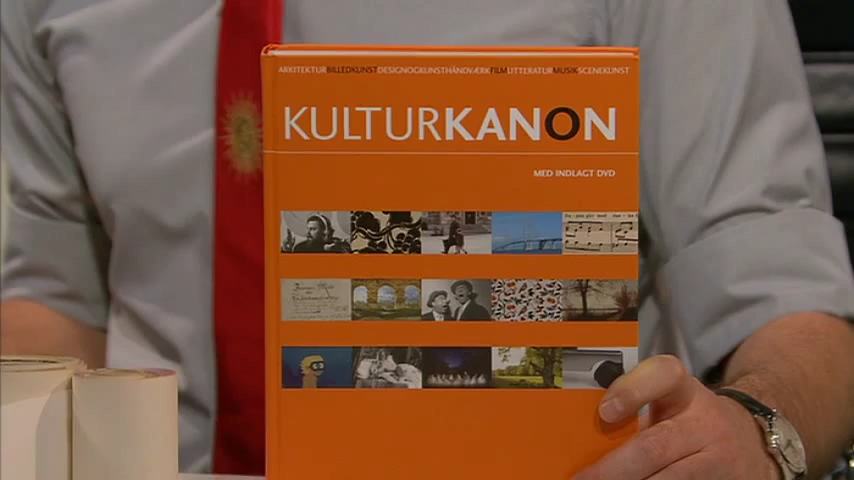 ARKITEKTURBILLEDKUNSTDESIGNOGKUNSTHÅNDVÆRKFILMLITTERATURMUSIKSCENEKUNST
KULTURKANON
MED INDLAGT DVD